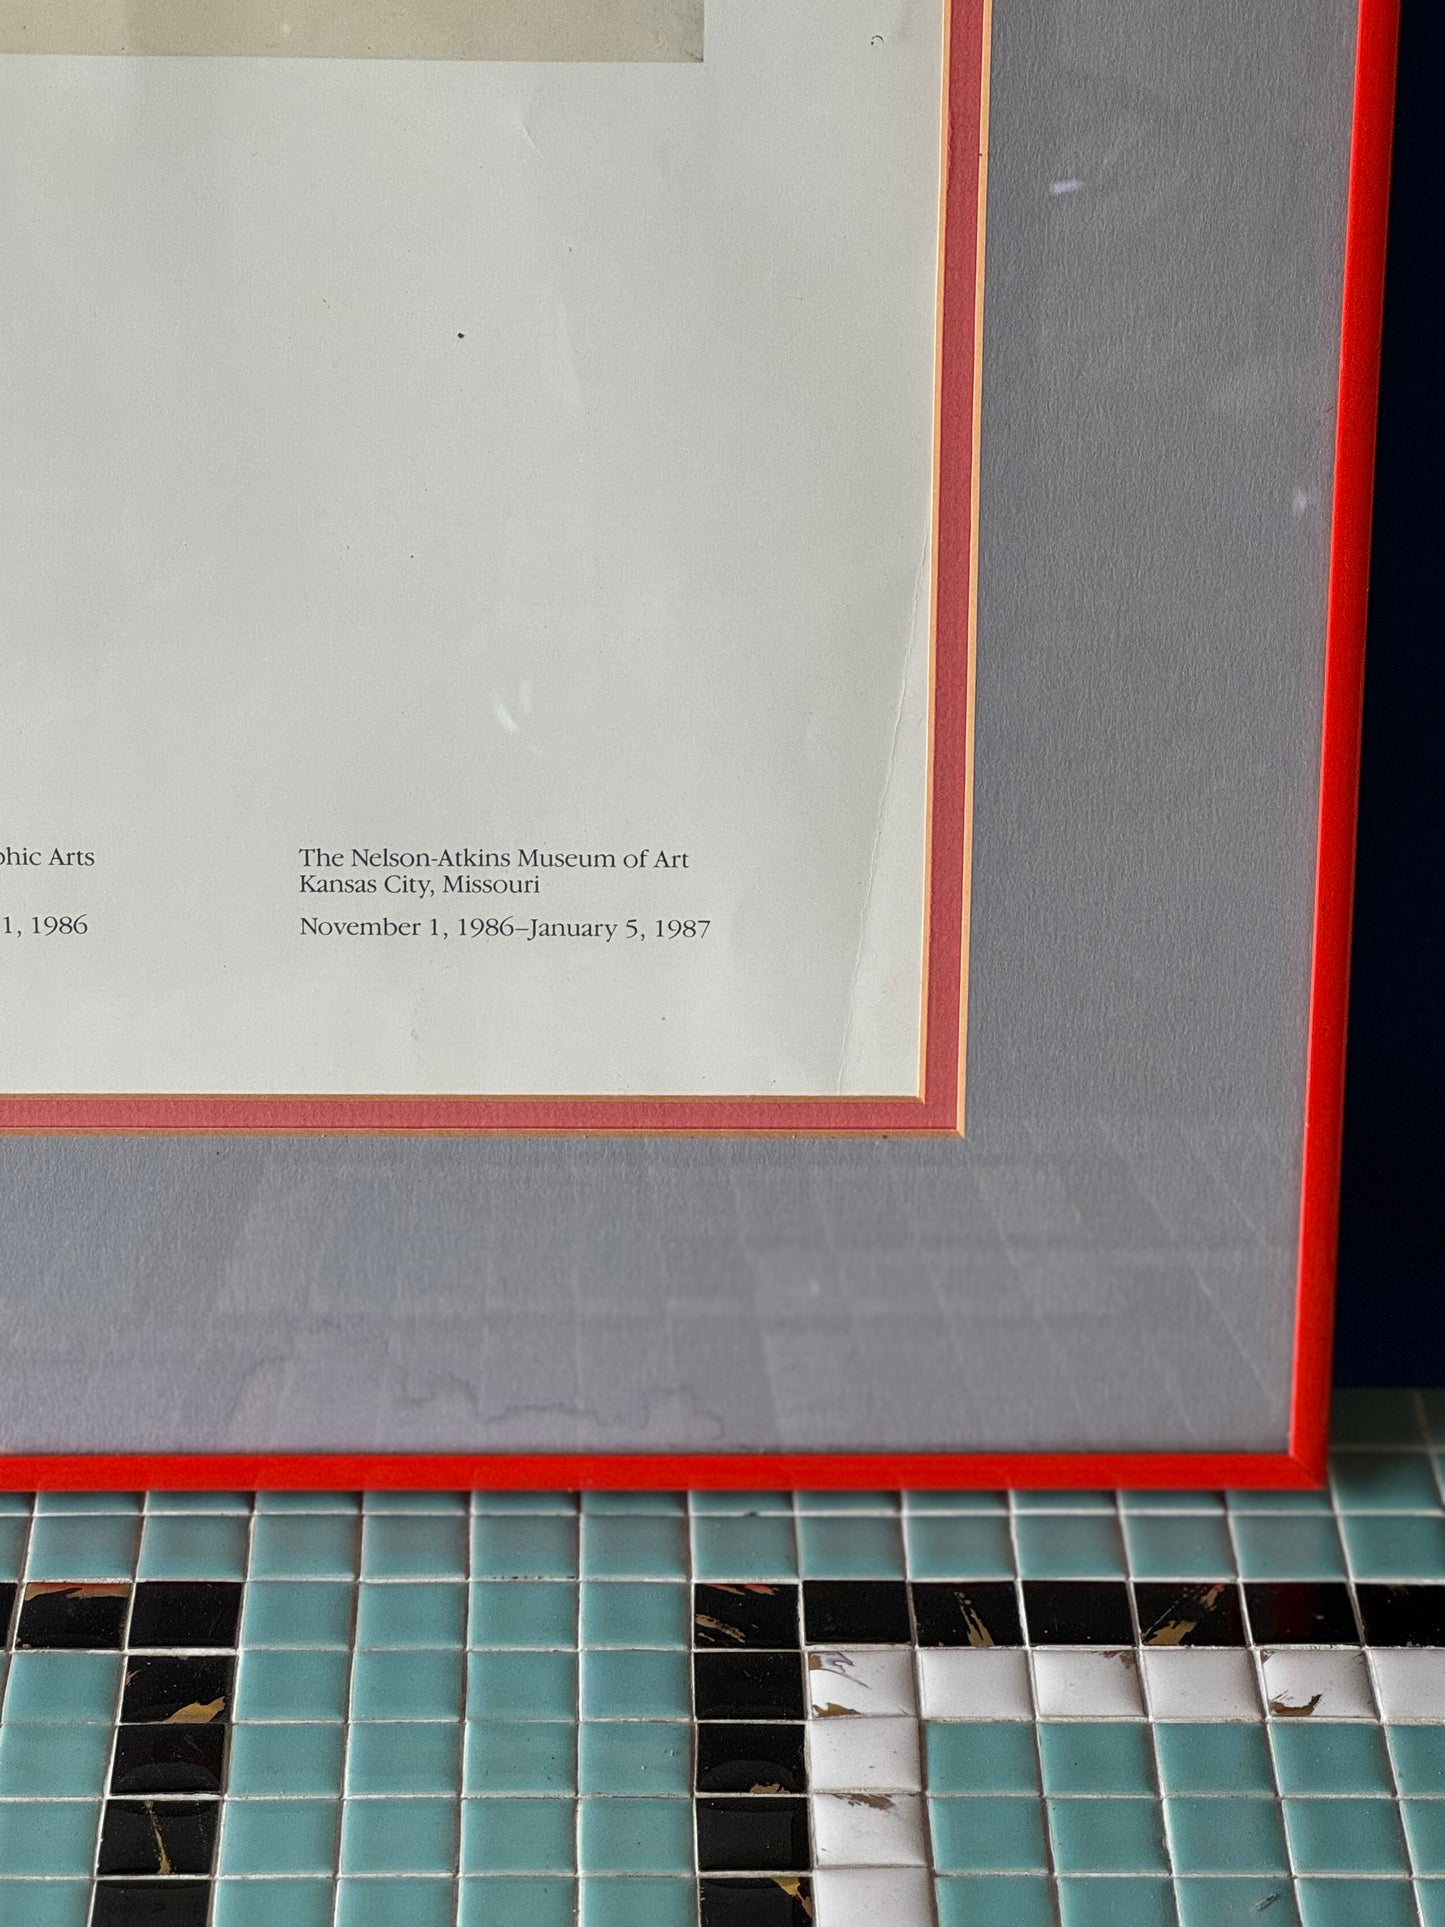 phic Arts
1, 1986
The Nelson-Atkins Museum of Art
Kansas City, Missouri
November 1, 1986–January 5, 1987